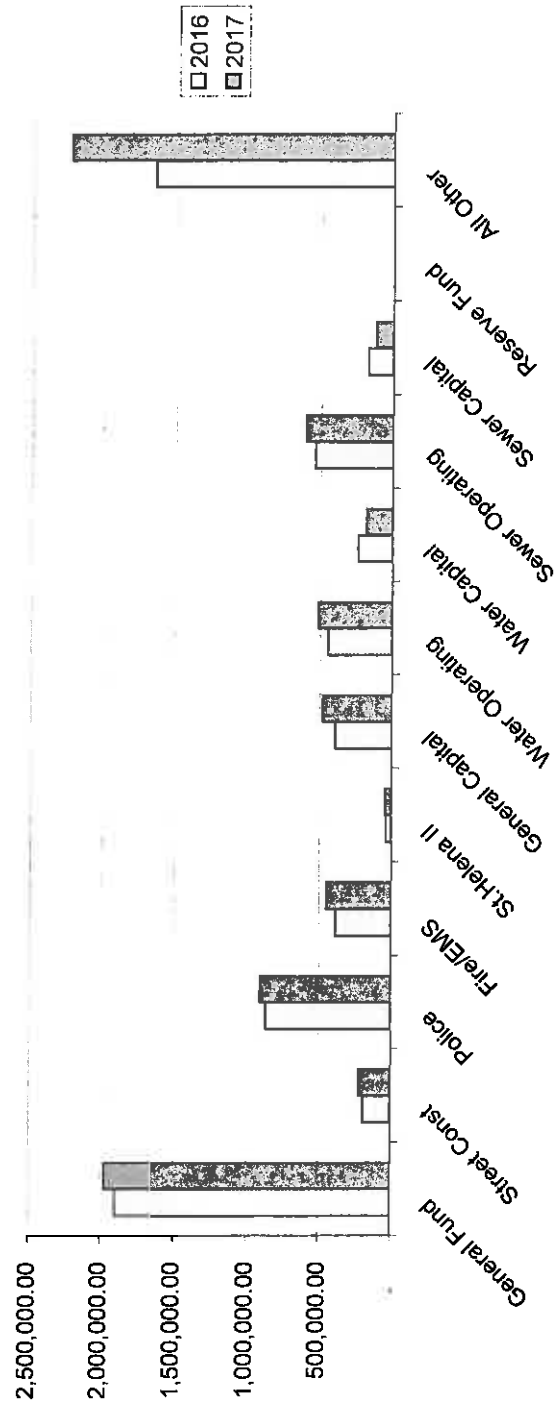 2,500,000.00
2,000,000.00
1,500,000.00
1,000,000.00
500,000.00
General Fund
Street Const
Police
Fire/EMS
St.Helena II
General Capital
Water Operating
Water Capital
Sewer Operating
Sewer Capital
Reserve Fund
All Other
2016
2017